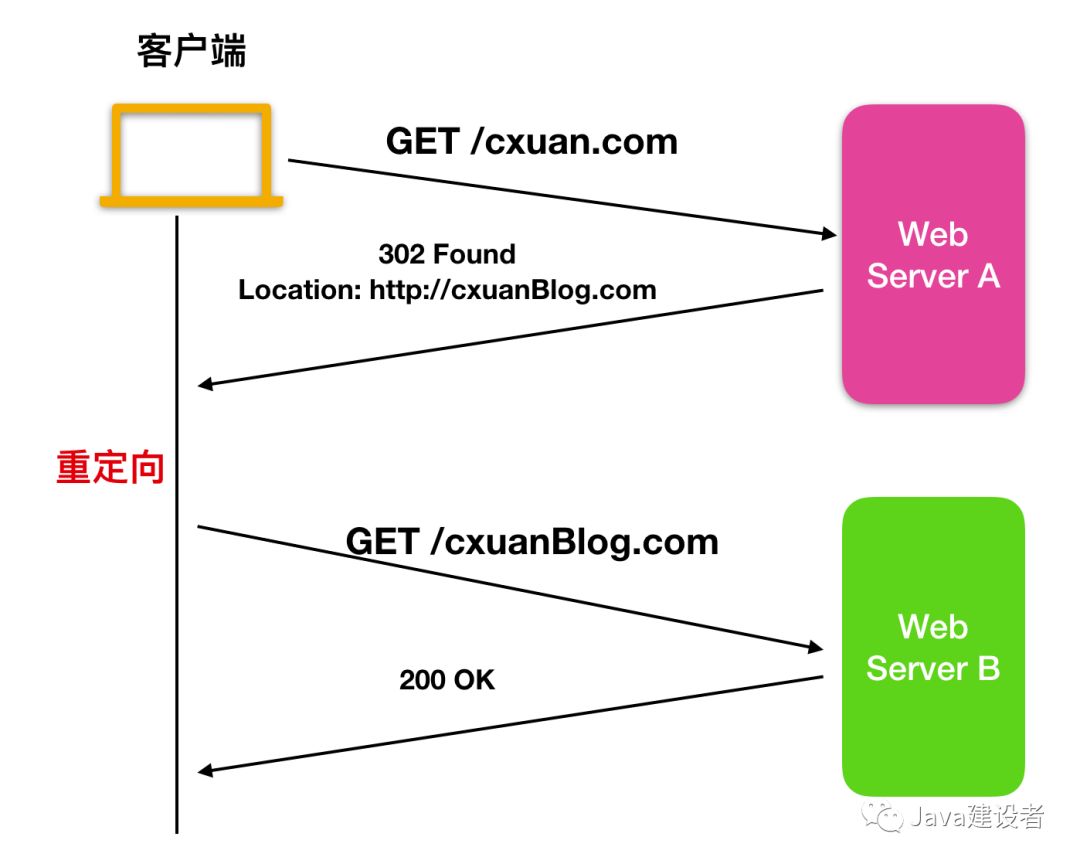 客户端
GET /cxuan.com
Web
Server A
302 Found
Location: http://cxuanBlog.com
重定向
GET /cxuanBlog.com
Web
Server B
200 OK
Java建设者